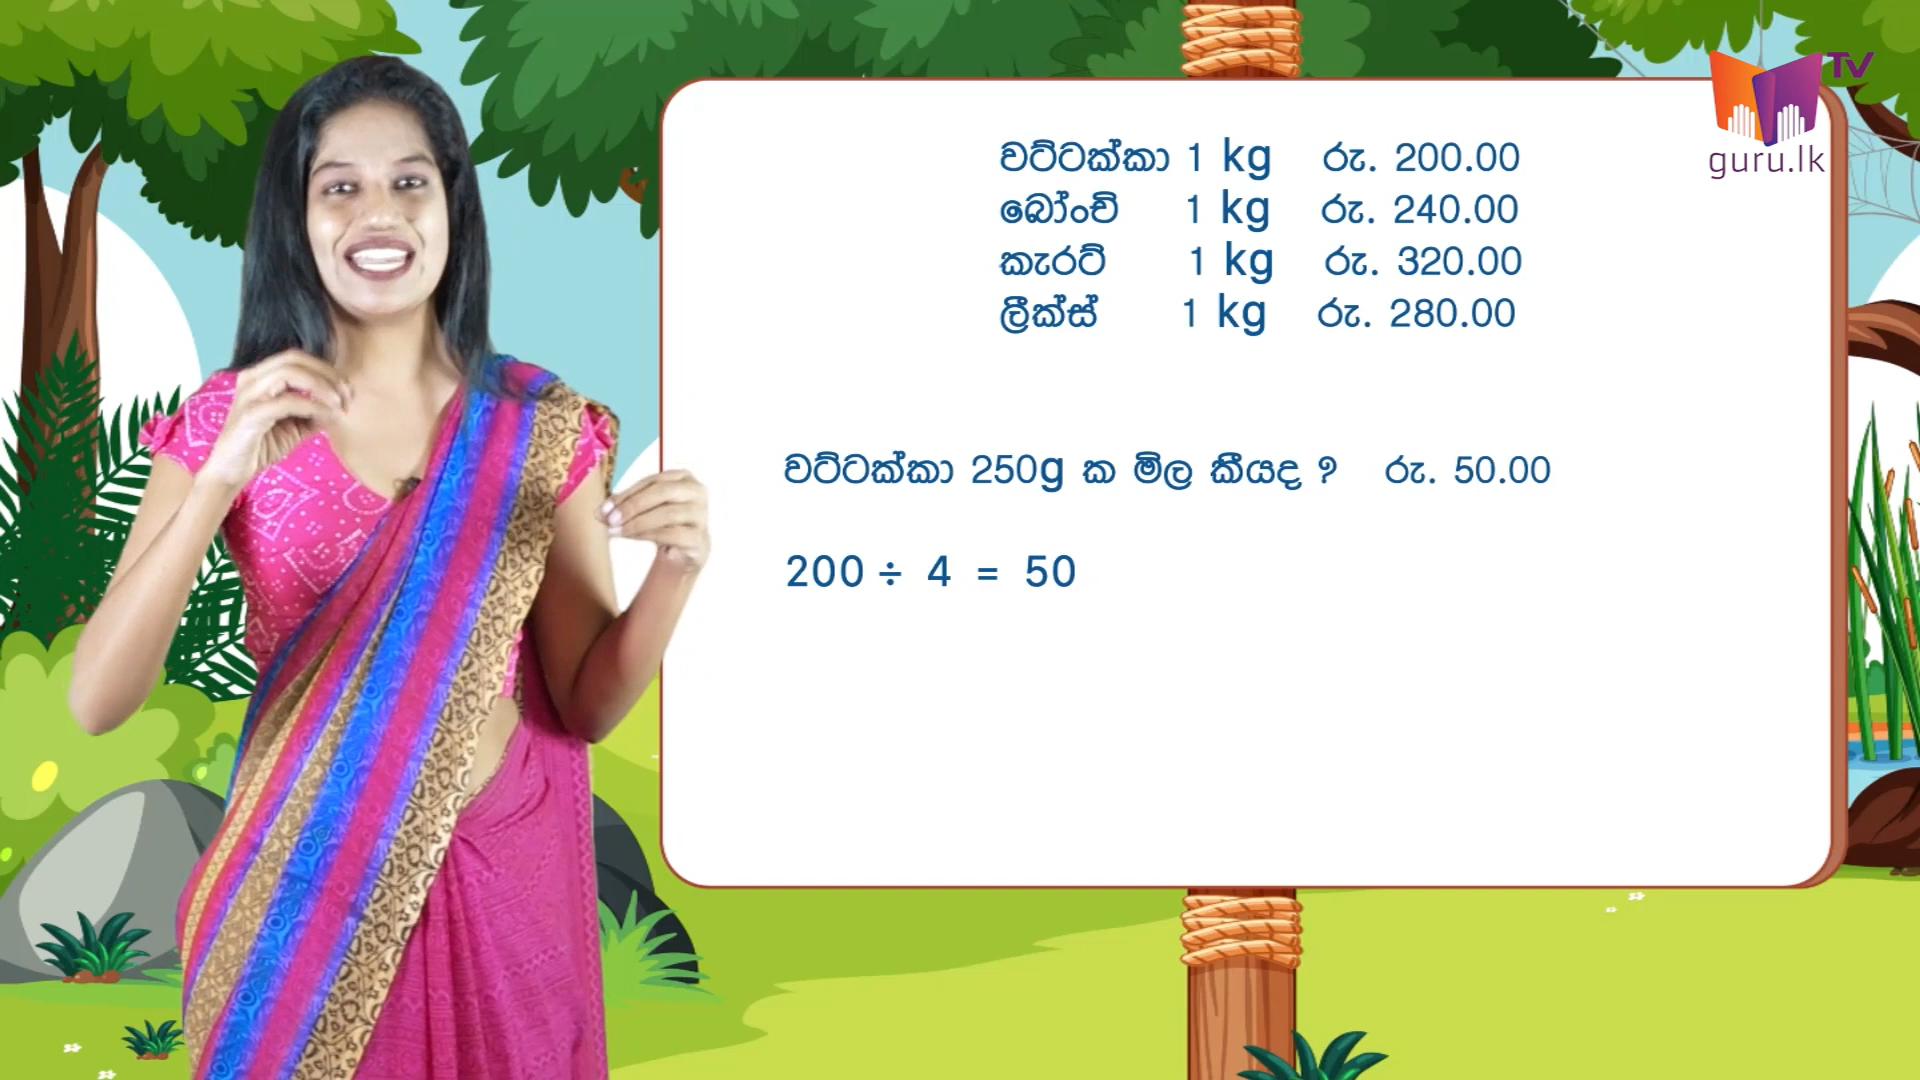 වට්ටක්කා 1 kg රු. 200.00
බෝංචි 1 kg රු. 240.00
කැරට් 1 kg රු. 320.00
ලීක්ස් 1 kg රු. 280.00
වට්ටක්කා 250g ක මිල කීයද ? රු. 50.00
200 ÷ 4 = 50
TV
guru.lk